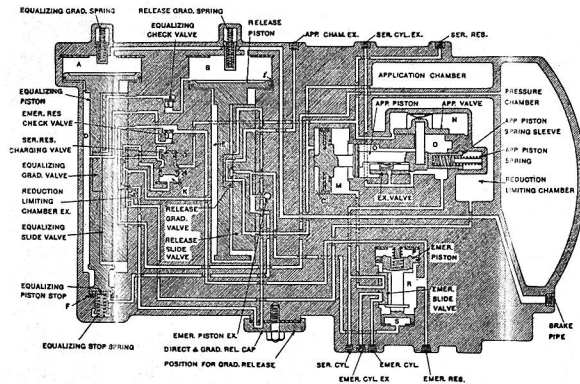 EQUALIZING GRAD. SPRING
RELEASE GRAD. SPRING
EQUALIZING
CHECK VALVE
RELEASE
PISTON
APP. CHAM. EX.
SER. CYL. EX.
SER. RES.
A
B
EQUALIZING
PISTON
EMER. RES
CHECK VALVE
SER. RES.
CHARGING VALVE
EQUALIZING
GRAD. VALVE
REDUCTION
LIMITING
CHAMBER EX.
EQUALIZING
SLIDE VALVE
EQUALIZING
PISTON STOP
F
EQUALIZING STOP SPRING
K
RELEASE
GRAD.
VALVE
RELEASE
SLIDE VALVE
APPLICATION CHAMBER
PRESSURE
CHAMBER
APP. PISTON
APP. VALVE
N
O
M
C
EX. VALVE
APP PISTON
SPRING SLEEVE
APP PISTON
SPRING
REDUCTION
LIMITING CHAMBER
EMER.
PISTON
R
EMER.
SLIDE
VALVE
S
BRAKE
PIPE
EMER. PISTON EX.
DIRECT & GRAD. REL CAP
POSITION FOR GRAD. RELEASE
SER. CYL.
EMER. CYL. EX
EMER. CYL.
EMER. RES.